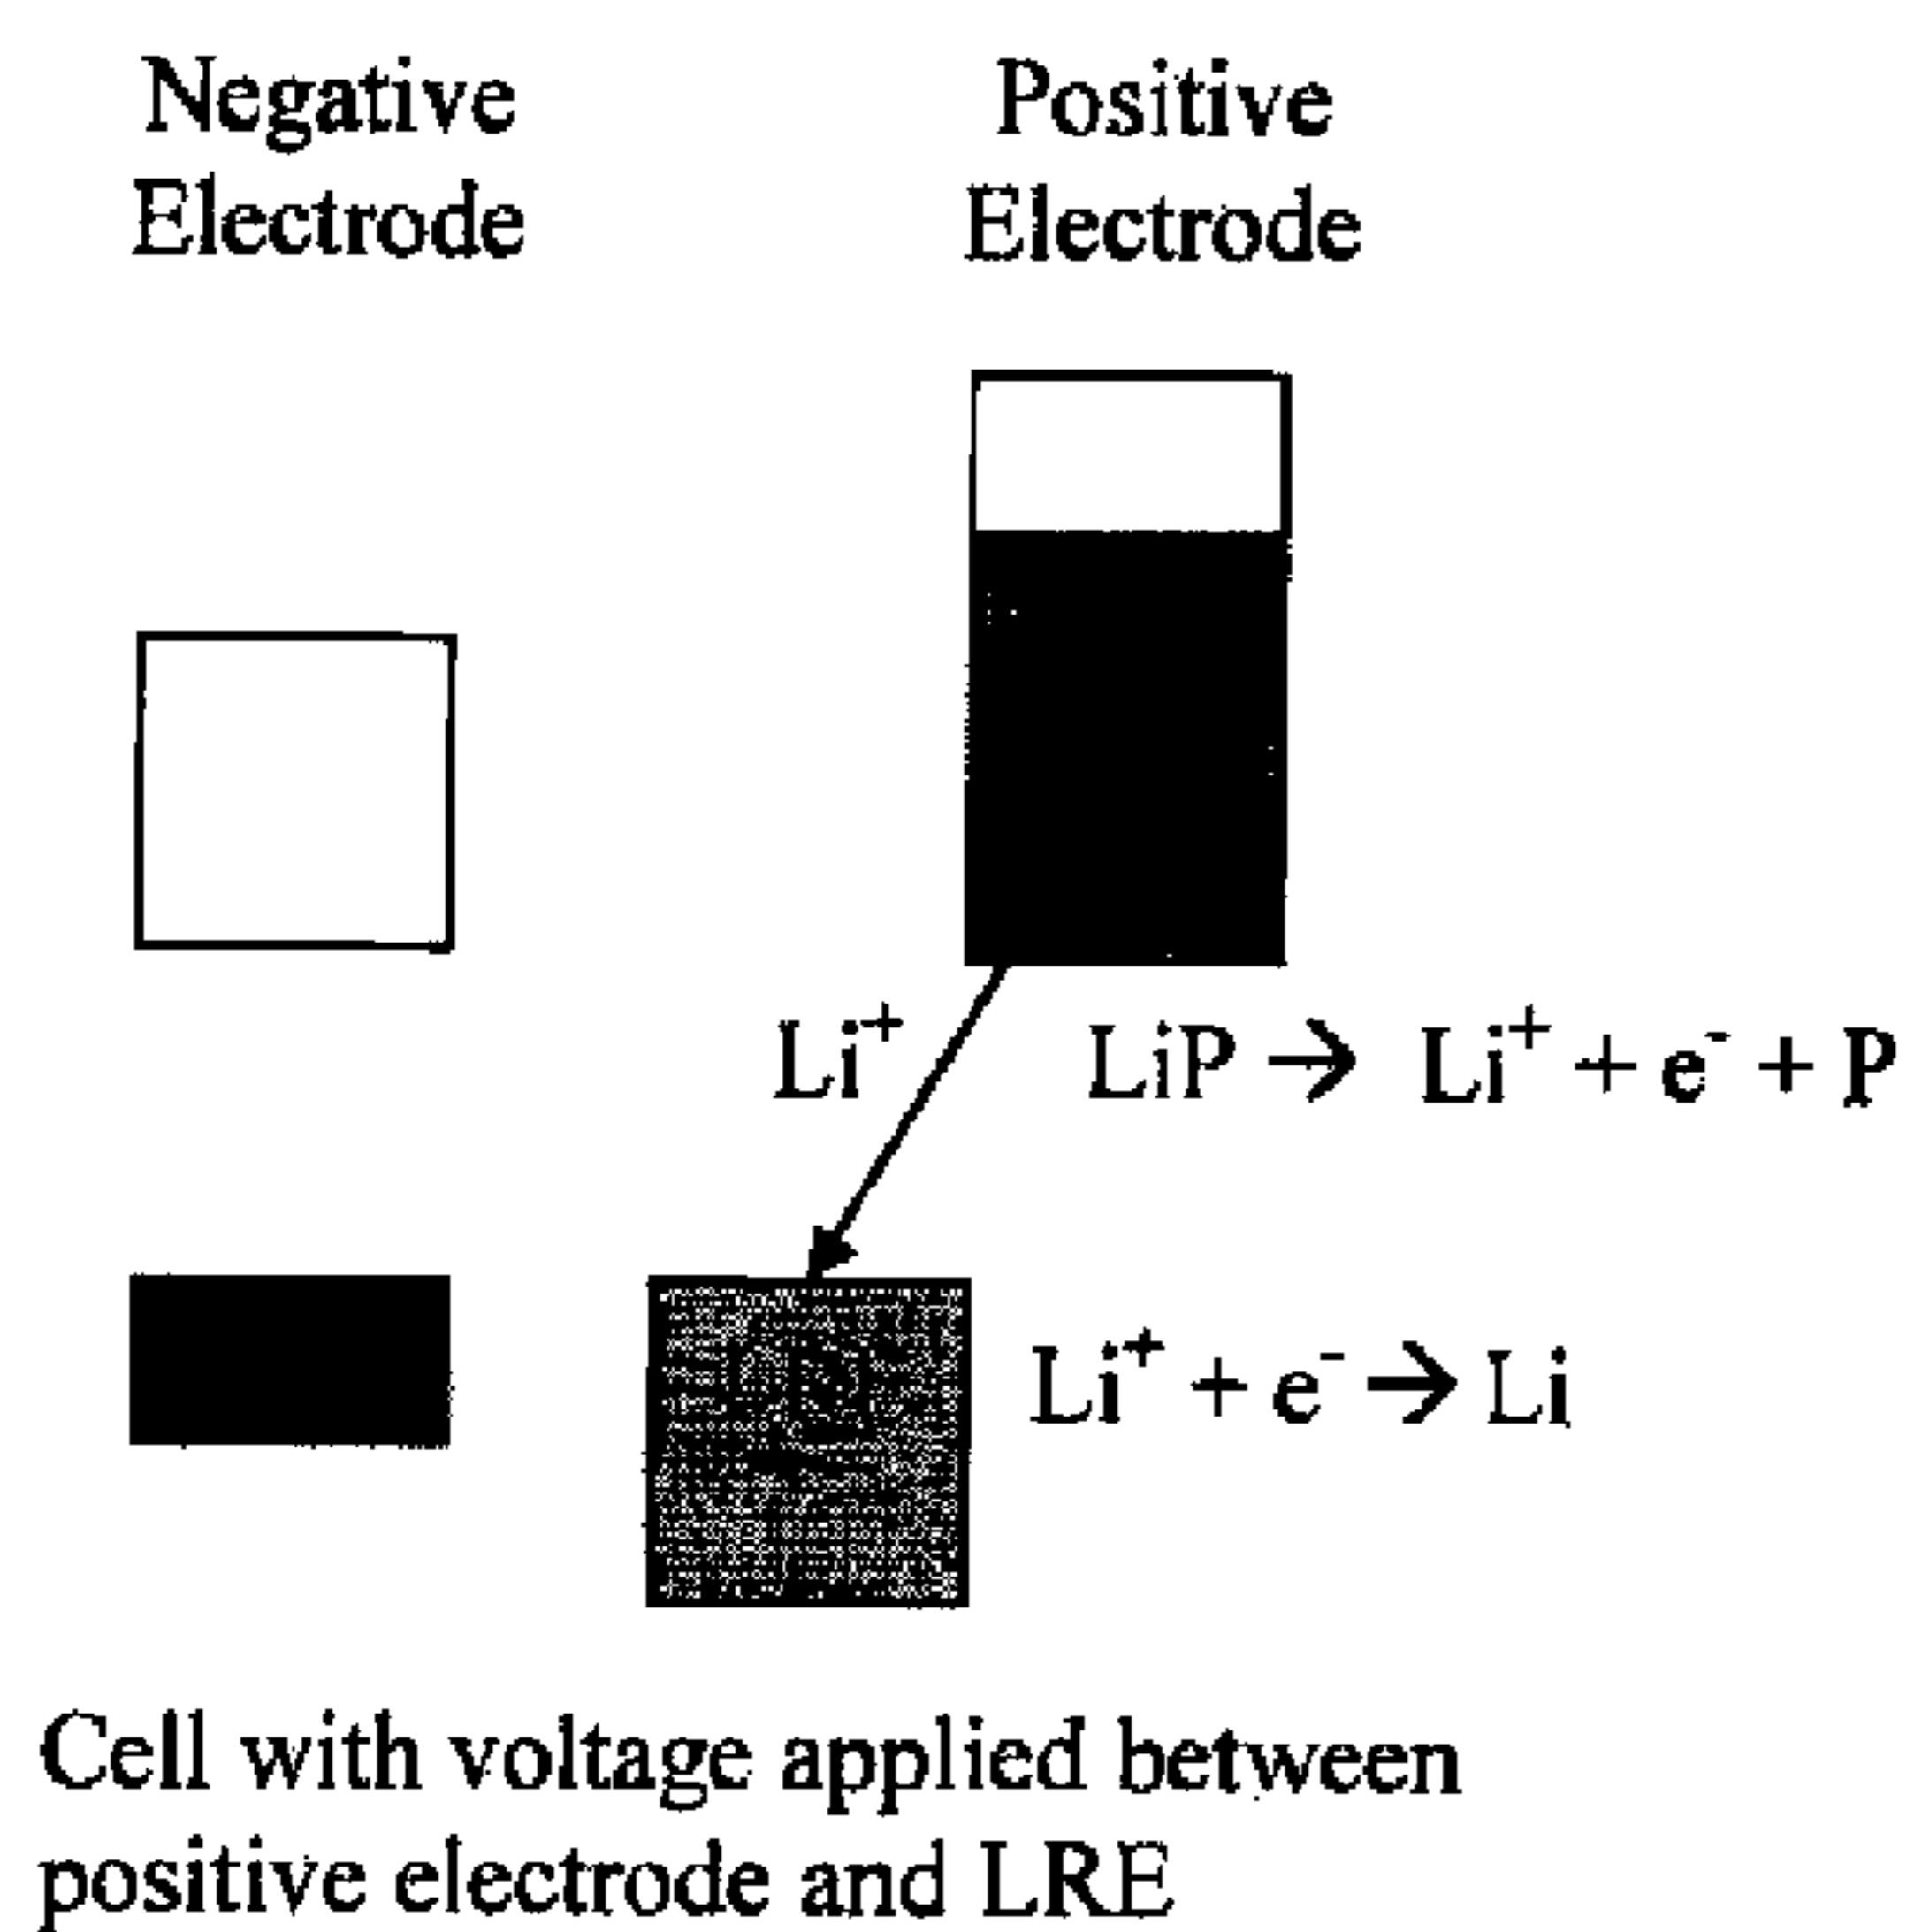 Negative
Electrode
Positive
Electrode
Li⁺
LiP → Li⁺ + e⁻ + P
Li⁺ + e⁻ → Li
Cell with voltage applied between
positive electrode and LRE